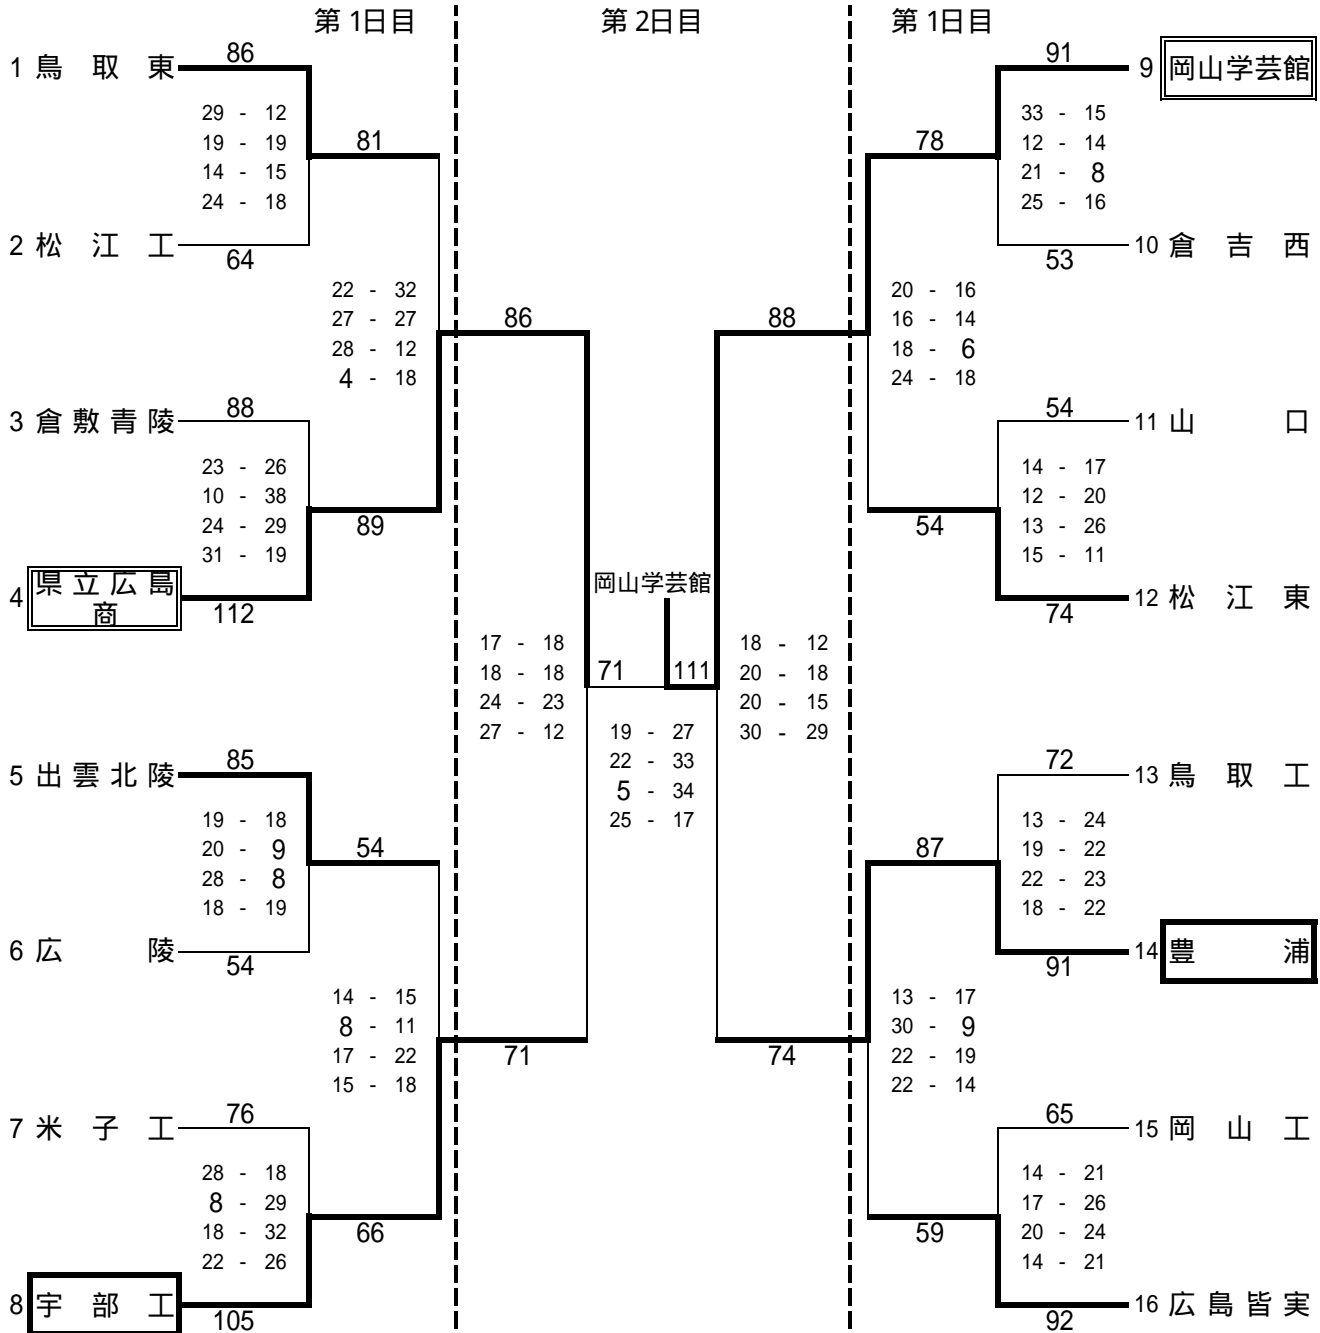 第1日目
第2日目
第1日目
86
1 鳥取東
29 - 12
19 - 19
14 - 15
24 - 18
81
2 松江工
64
22 - 32
27 - 27
28 - 12
4 - 18
88
3 倉敷青陵
23 - 26
10 - 38
24 - 29
31 - 19
89
4 県立広島
商
112
86
17 - 18
18 - 18
24 - 23
27 - 12
85
5 出雲北陵
19 - 18
20 - 9
28 - 8
18 - 19
54
6 広陵
54
14 - 15
8 - 11
17 - 22
15 - 18
71
76
7 米子工
28 - 18
8 - 29
18 - 32
22 - 26
66
8 宇部工
105
岡山学芸館
71 111
19 - 27
22 - 33
5 - 34
25 - 17
88
18 - 12
20 - 18
20 - 15
30 - 29
74
91
9 岡山学芸館
33 - 15
12 - 14
21 - 8
25 - 16
78
10 倉吉西
53
20 - 16
16 - 14
18 - 6
24 - 18
54
11 山口
14 - 17
12 - 20
13 - 26
15 - 11
54
12 松江東
74
72
13 鳥取工
13 - 24
19 - 22
22 - 23
18 - 22
87
14 豊浦
91
13 - 17
30 - 9
22 - 19
22 - 14
65
15 岡山工
14 - 21
17 - 26
20 - 24
14 - 21
59
16 広島皆実
92